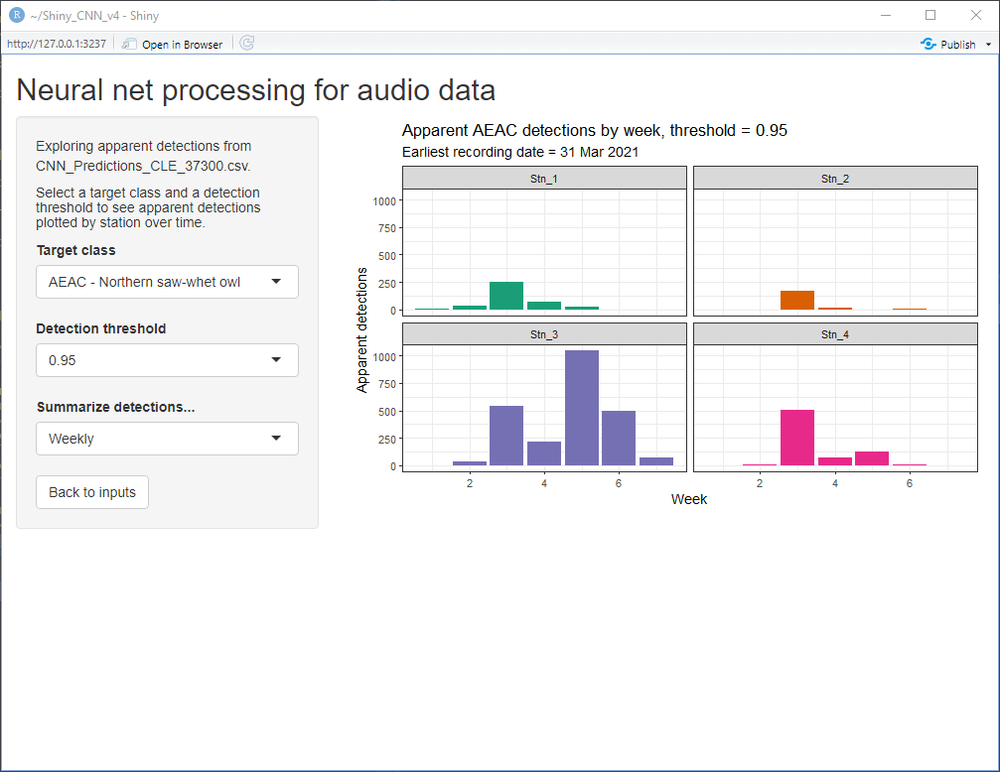 R ~/Shiny_CNN_v4 - Shiny
http://127.0.0.1:3237 Open in Browser Publish
Neural net processing for audio data
Exploring apparent detections from
CNN_Predictions_CLE_37300.csv.
Select a target class and a detection
threshold to see apparent detections
plotted by station over time.
Target class
AEAC - Northern saw-whet owl
Detection threshold
0.95
Summarize detections...
Weekly
Back to inputs
Apparent AEAC detections by week, threshold = 0.95
Earliest recording date = 31 Mar 2021
Stn_1 Stn_2
1000
750
500
250
0
Apparent detections
Stn_3 Stn_4
1000
750
500
250
0
2 4 6 2 4 6
Week